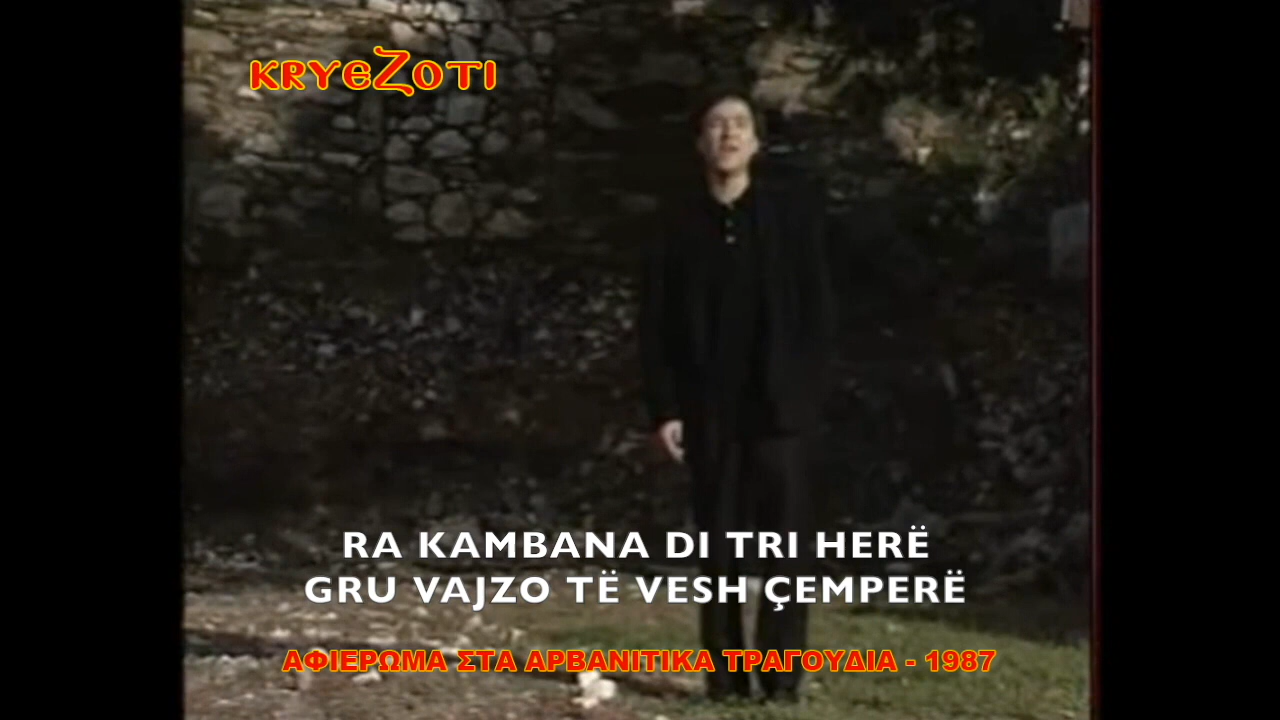 KRYEZOTI
RA KAMBANA DI TRI HERË
GRU VAJZO TË VESH ÇEMPERË
ΑΦΙΕΡΩΜΑ ΣΤΑ ΑΡΒΑΝΙΤΙΚΑ ΤΡΑΓΟΥΔΙΑ - 1987